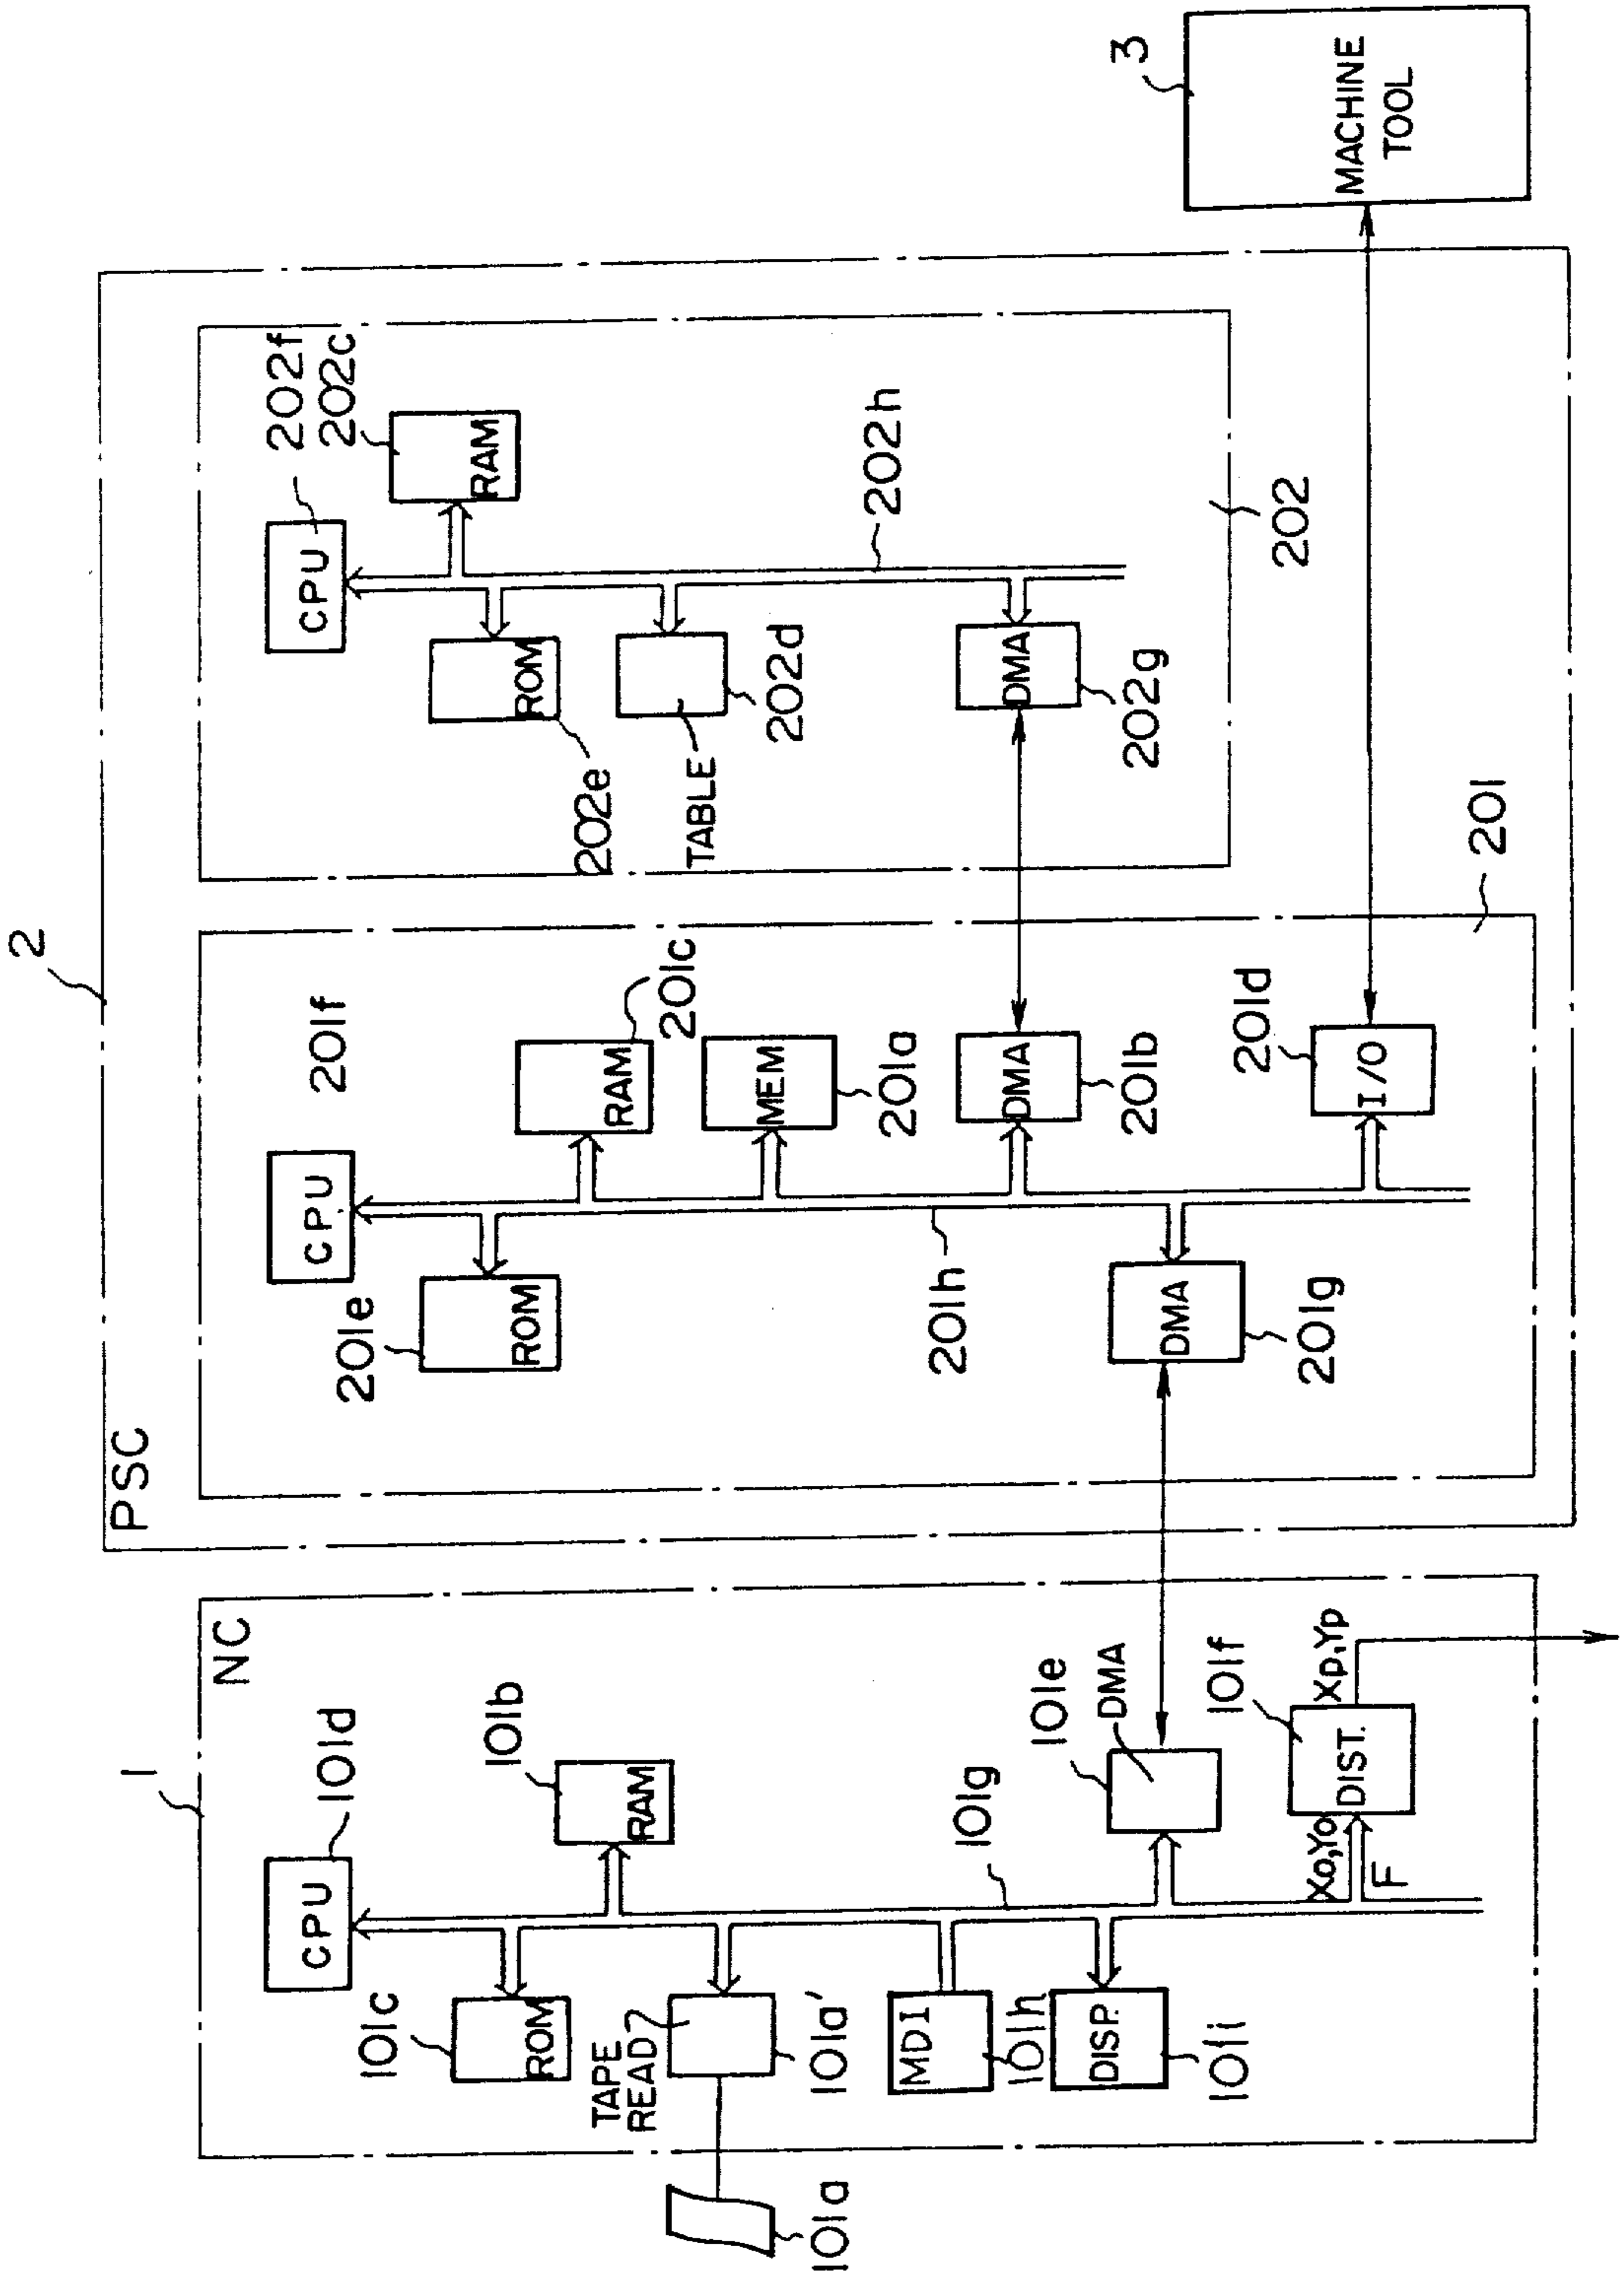 2
PSC
1
NC
CPU
101d
101c
ROM
101b
RAM
TAPE
READ
101a'
101a
MDI
101h
DISP.
101i
101g
101e
DMA
Xo,Yo
F
DIST.
101f
Xp,Yp
CPU
201f
201e
ROM
RAM
201c
MEM
201a
201h
DMA
201b
DMA
201g
I/O
201d
201
CPU
202f
202c
RAM
ROM
202e
TABLE
202d
202h
DMA
202g
202
3
MACHINE
TOOL